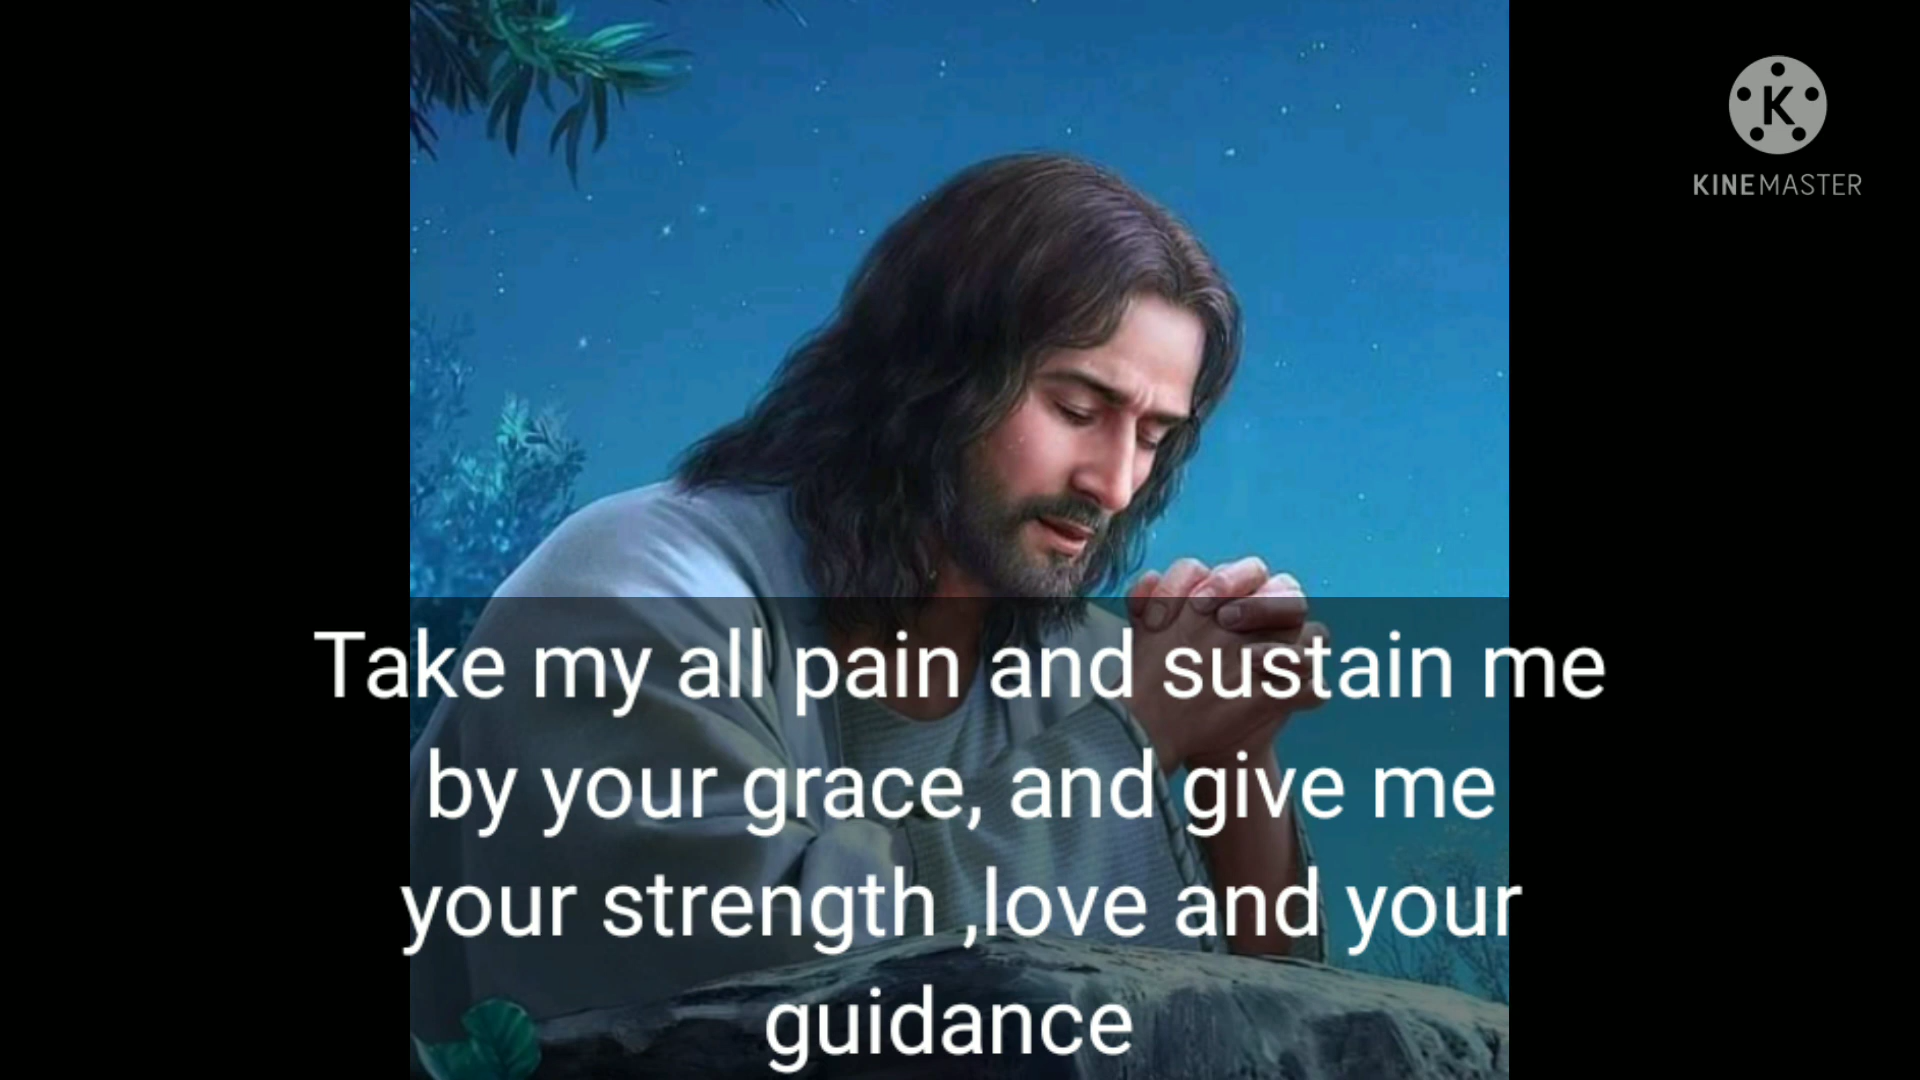 K
KINEMASTER
Take my all pain and sustain me
by your grace, and give me
your strength ,love and your
guidance